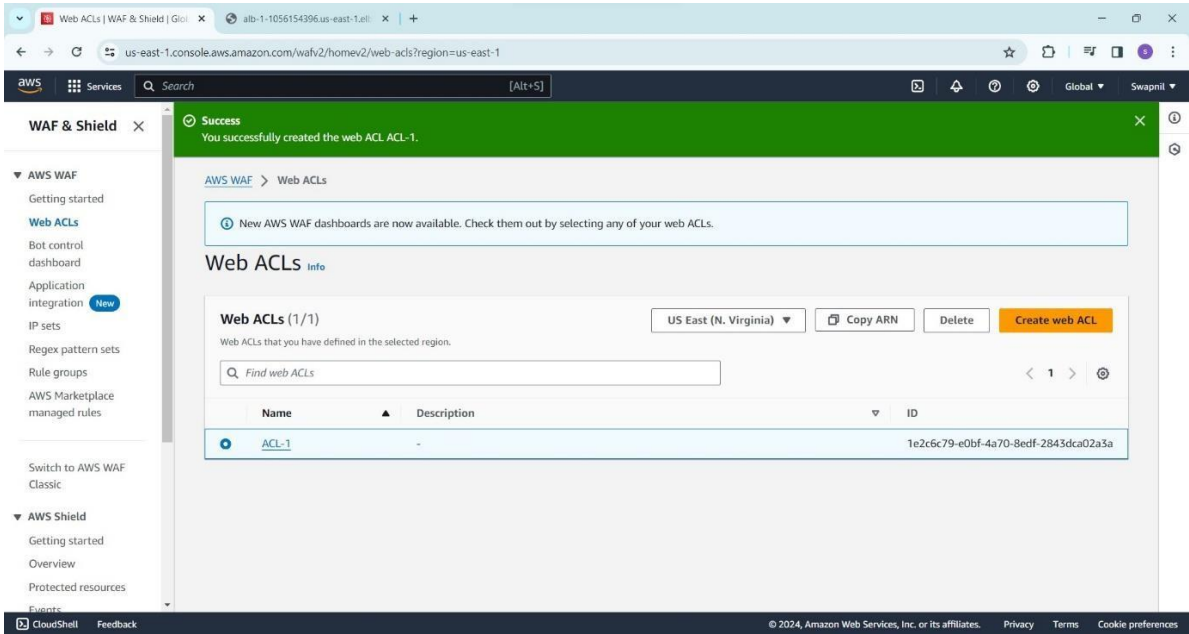 Web ACLs | WAF & Shield | Glo
alb-1-1056154396.us-east-1.el
us-east-1.console.aws.amazon.com/wafv2/homev2/web-acls?region=us-east-1
S
aws
Services
Search
[Alt+S]
Global
Swapnil
WAF & Shield
AWS WAF
Getting started
Web ACLs
Bot control
dashboard
Application
integration New
IP sets
Regex pattern sets
Rule groups
AWS Marketplace
managed rules
Switch to AWS WAF
Classic
AWS Shield
Getting started
Overview
Protected resources
Events
Success
You successfully created the web ACL ACL-1.
AWS WAF > Web ACLs
New AWS WAF dashboards are now available. Check them out by selecting any of your web ACLs.
Web ACLs Info
Web ACLs (1/1)
US East (N. Virginia)
Copy ARN
Delete
Create web ACL
Web ACLs that you have defined in the selected region.
Find web ACLs
< 1 >
Name
Description
ID
ACL-1
-
1e2c6c79-e0bf-4a70-8edf-2843dca02a3a
CloudShell
Feedback
© 2024, Amazon Web Services, Inc. or its affiliates.
Privacy
Terms
Cookie preferences